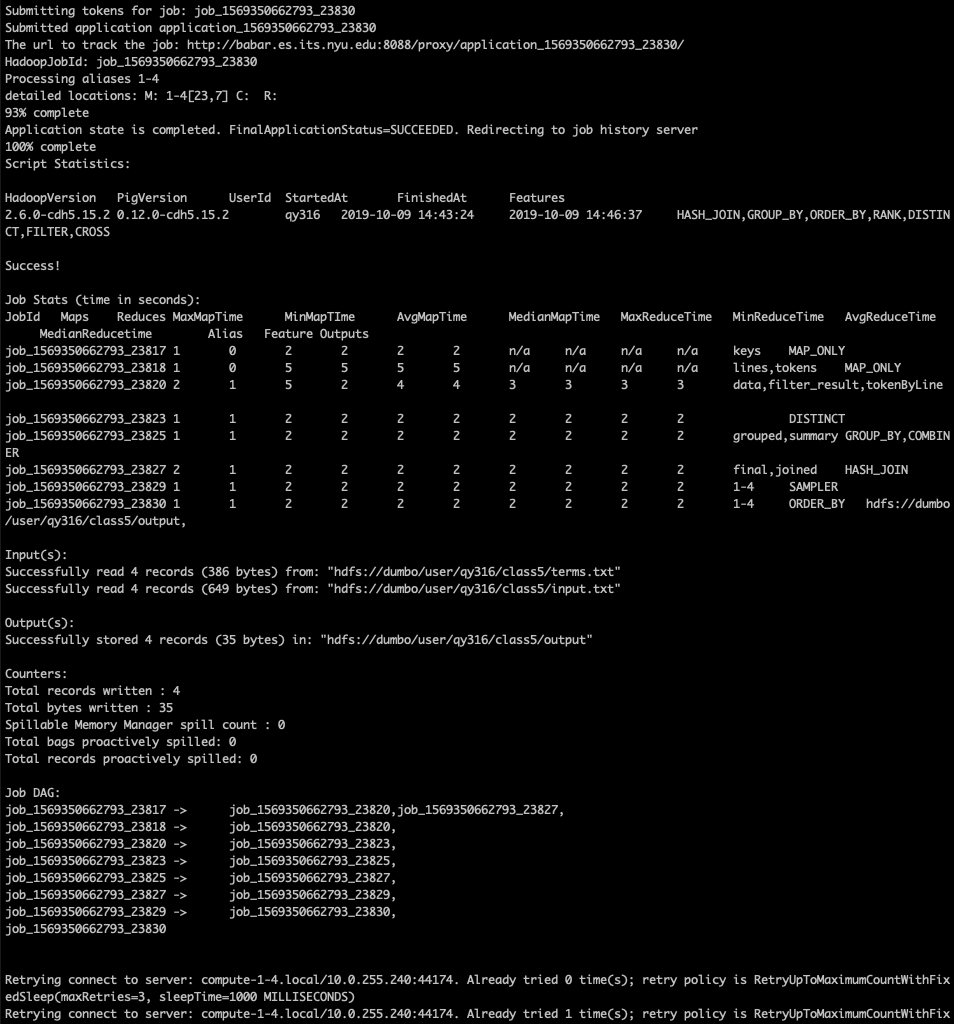 Submitting tokens for job: job_1569350662793_23830
Submitted application application_1569350662793_23830
The url to track the job: http://babar.es.its.nyu.edu:8088/proxy/application_1569350662793_23830/
HadoopJobId: job_1569350662793_23830
Processing aliases 1-4
detailed locations: M: 1-4[23,7] C:  R:
93% complete
Application state is completed. FinalApplicationStatus=SUCCEEDED. Redirecting to job history server
100% complete
Script Statistics:

HadoopVersion   PigVersion      UserId  StartedAt       FinishedAt      Features
2.6.0-cdh5.15.2 0.12.0-cdh5.15.2        qy316   2019-10-09 14:43:24     2019-10-09 14:46:37     HASH_JOIN,GROUP_BY,ORDER_BY,RANK,DISTIN
CT,FILTER,CROSS

Success!

Job Stats (time in seconds):
JobId   Maps    Reduces MaxMapTime      MinMapTIme      AvgMapTime      MedianMapTime   MaxReduceTime   MinReduceTime   AvgReduceTime
     MedianReducetime        Alias   Feature Outputs
job_1569350662793_23817 1       0       2       2       2       2       n/a     n/a     n/a     n/a     keys    MAP_ONLY
job_1569350662793_23818 1       0       5       5       5       5       n/a     n/a     n/a     n/a     lines,tokens    MAP_ONLY
job_1569350662793_23820 2       1       5       2       4       4       3       3       3       3       data,filter_result,tokenByLine

job_1569350662793_23823 1       1       2       2       2       2       2       2       2       2               DISTINCT
job_1569350662793_23825 1       1       2       2       2       2       2       2       2       2       grouped,summary GROUP_BY,COMBIN
ER
job_1569350662793_23827 2       1       2       2       2       2       2       2       2       2       final,joined    HASH_JOIN
job_1569350662793_23829 1       1       2       2       2       2       2       2       2       2       1-4     SAMPLER
job_1569350662793_23830 1       1       2       2       2       2       2       2       2       2       1-4     ORDER_BY   hdfs://dumbo
/user/qy316/class5/output,

Input(s):
Successfully read 4 records (386 bytes) from: "hdfs://dumbo/user/qy316/class5/terms.txt"
Successfully read 4 records (649 bytes) from: "hdfs://dumbo/user/qy316/class5/input.txt"

Output(s):
Successfully stored 4 records (35 bytes) in: "hdfs://dumbo/user/qy316/class5/output"

Counters:
Total records written : 4
Total bytes written : 35
Spillable Memory Manager spill count : 0
Total bags proactively spilled: 0
Total records proactively spilled: 0

Job DAG:
job_1569350662793_23817 ->      job_1569350662793_23820,job_1569350662793_23827,
job_1569350662793_23818 ->      job_1569350662793_23820,
job_1569350662793_23820 ->      job_1569350662793_23823,
job_1569350662793_23823 ->      job_1569350662793_23825,
job_1569350662793_23825 ->      job_1569350662793_23827,
job_1569350662793_23827 ->      job_1569350662793_23829,
job_1569350662793_23829 ->      job_1569350662793_23830,
job_1569350662793_23830

Retrying connect to server: compute-1-4.local/10.0.255.240:44174. Already tried 0 time(s); retry policy is RetryUpToMaximumCountWithFix
edSleep(maxRetries=3, sleepTime=1000 MILLISECONDS)
Retrying connect to server: compute-1-4.local/10.0.255.240:44174. Already tried 1 time(s); retry policy is RetryUpToMaximumCountWithFix